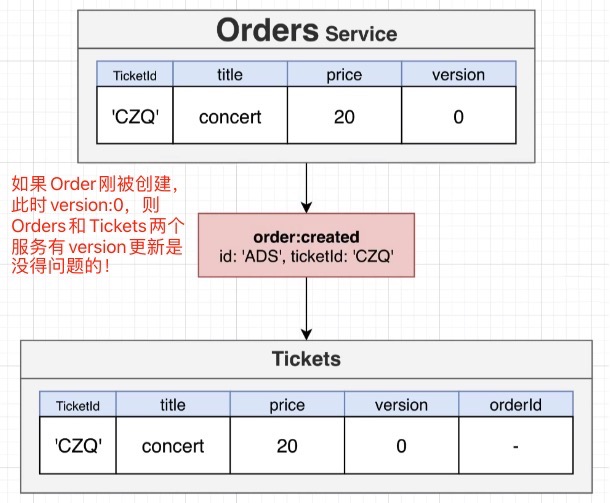 Orders Service
TicketId title price version
'CZQ' concert 20 0
如果 Order 刚被创建，
此时 version:0，则
Orders 和 Tickets 两个
服务有 version 更新是
没得问题的！
order:created
id: 'ADS', ticketId: 'CZQ'
Tickets
TicketId title price version orderId
'CZQ' concert 20 0 -